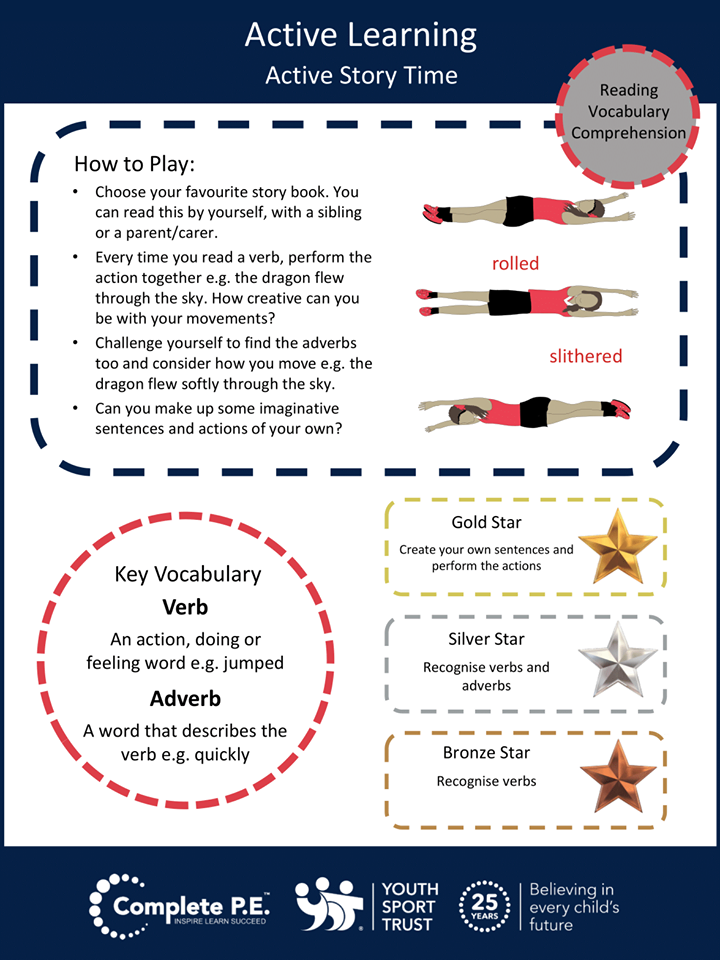 Active Learning
Active Story Time
Reading
Vocabulary
Comprehension
How to Play:
• Choose your favourite story book. You
can read this by yourself, with a sibling
or a parent/carer.
• Every time you read a verb, perform the
action together e.g. the dragon flew
through the sky. How creative can you
be with your movements?
• Challenge yourself to find the adverbs
too and consider how you move e.g. the
dragon flew softly through the sky.
• Can you make up some imaginative
sentences and actions of your own?
rolled
slithered
Key Vocabulary
Verb
An action, doing or
feeling word e.g. jumped
Adverb
A word that describes the
verb e.g. quickly
Gold Star
Create your own sentences and
perform the actions
Silver Star
Recognise verbs and
adverbs
Bronze Star
Recognise verbs
Complete P.E.™
INSPIRE LEARN SUCCEED
YOUTH
SPORT
TRUST
®
25
YEARS
Believing in
every child's
future